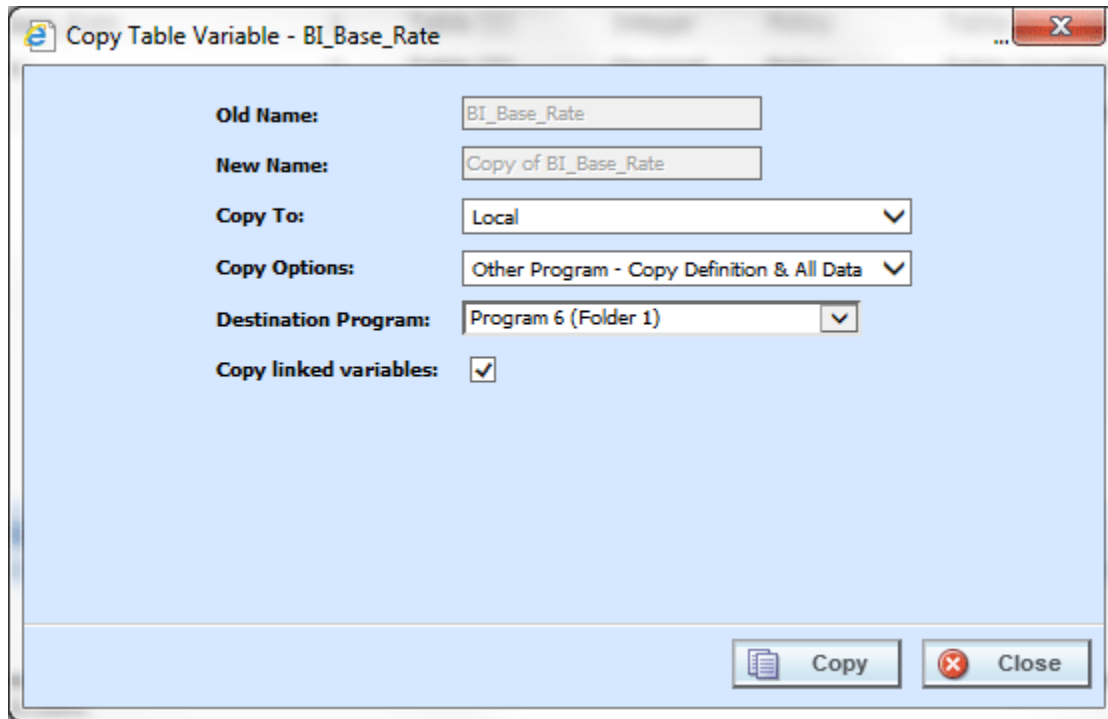 Copy Table Variable - BI_Base_Rate
...
Old Name: BI_Base_Rate
New Name: Copy of BI_Base_Rate
Copy To: Local
Copy Options: Other Program - Copy Definition & All Data
Destination Program: Program 6 (Folder 1)
Copy linked variables:
Copy Close